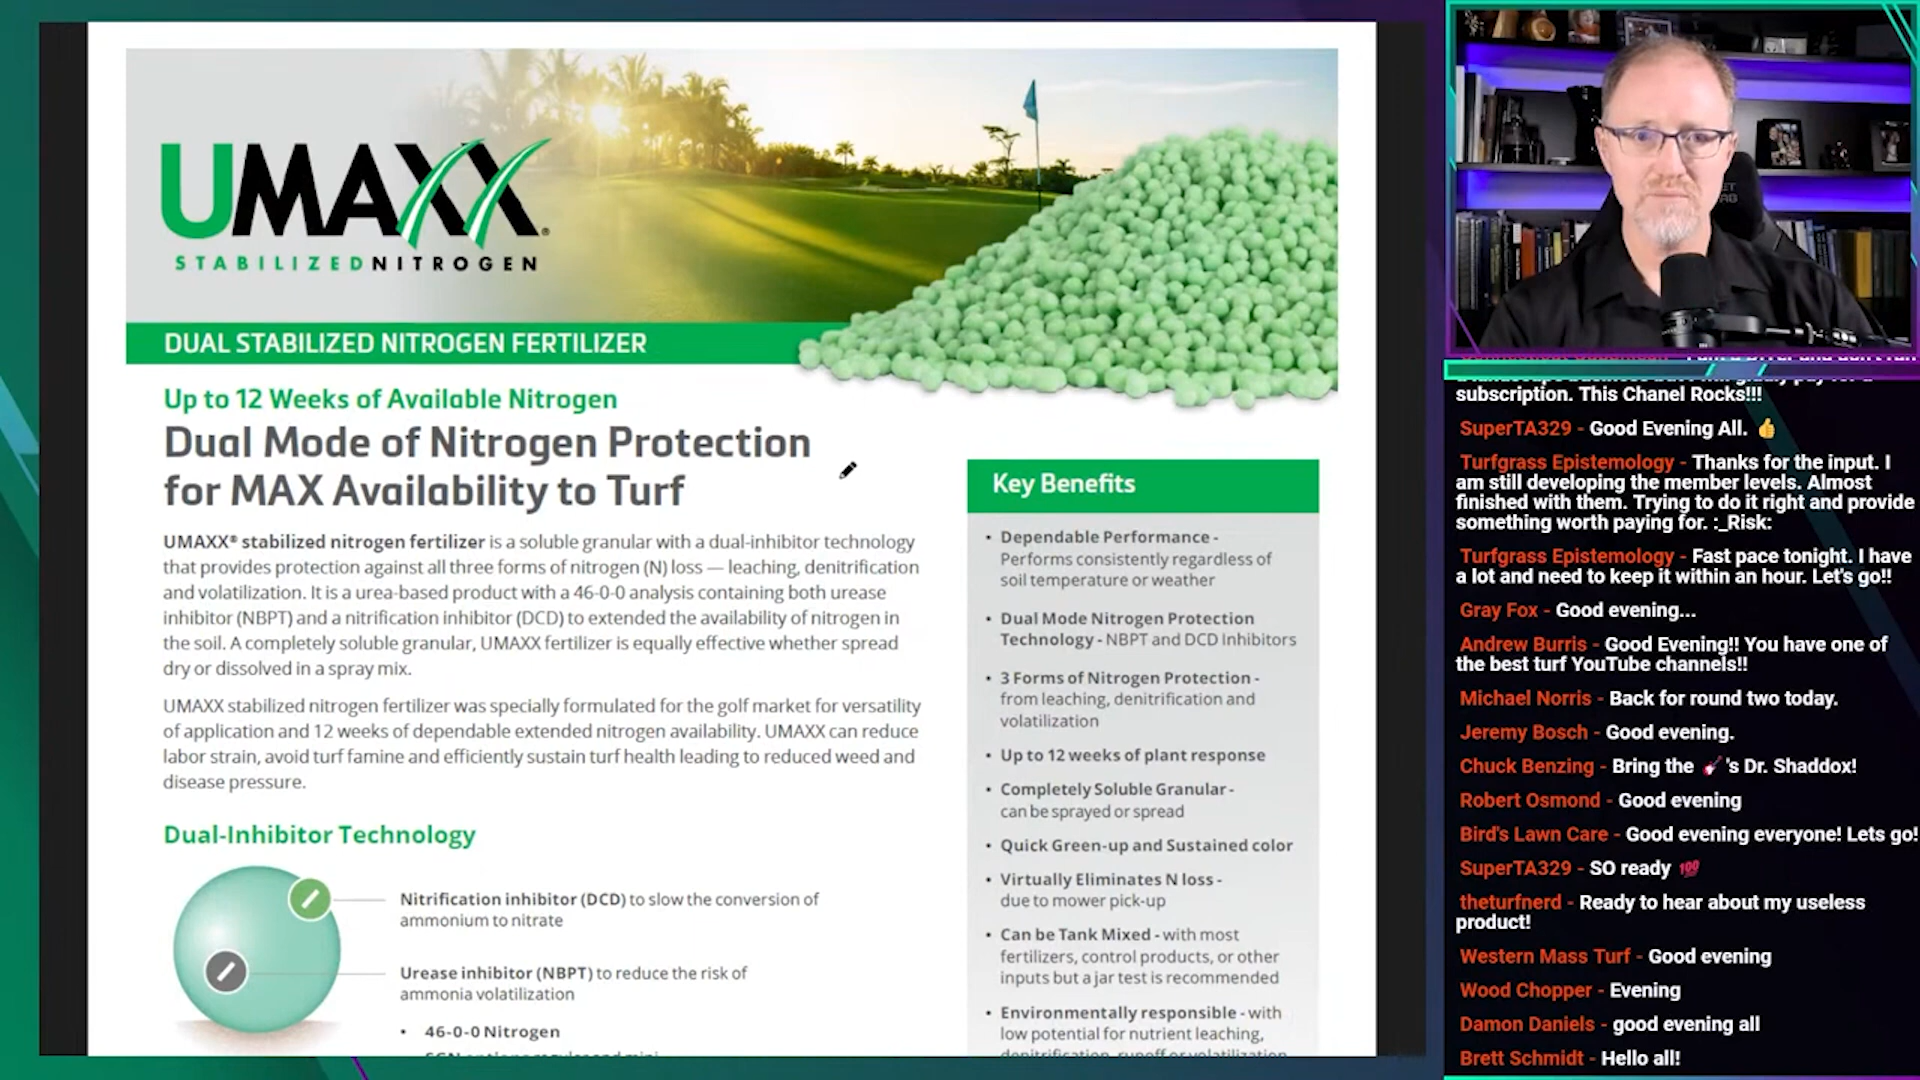 UMAXX®
STABILIZEDNITROGEN
DUAL STABILIZED NITROGEN FERTILIZER
Up to 12 Weeks of Available Nitrogen
Dual Mode of Nitrogen Protection
for MAX Availability to Turf
UMAXX® stabilized nitrogen fertilizer is a soluble granular with a dual-inhibitor technology
that provides protection against all three forms of nitrogen (N) loss — leaching, denitrification
and volatilization. It is a urea-based product with a 46-0-0 analysis containing both urease
inhibitor (NBPT) and a nitrification inhibitor (DCD) to extended the availability of nitrogen in
the soil. A completely soluble granular, UMAXX fertilizer is equally effective whether spread
dry or dissolved in a spray mix.
UMAXX stabilized nitrogen fertilizer was specially formulated for the golf market for versatility
of application and 12 weeks of dependable extended nitrogen availability. UMAXX can reduce
labor strain, avoid turf famine and efficiently sustain turf health leading to reduced weed and
disease pressure.
Dual-Inhibitor Technology
Nitrification inhibitor (DCD) to slow the conversion of
ammonium to nitrate
Urease inhibitor (NBPT) to reduce the risk of
ammonia volatilization
• 46-0-0 Nitrogen
Key Benefits
• Dependable Performance -
Performs consistently regardless of
soil temperature or weather
• Dual Mode Nitrogen Protection
Technology - NBPT and DCD Inhibitors
• 3 Forms of Nitrogen Protection -
from leaching, denitrification and
volatilization
• Up to 12 weeks of plant response
• Completely Soluble Granular -
can be sprayed or spread
• Quick Green-up and Sustained color
• Virtually Eliminates N loss -
due to mower pick-up
• Can be Tank Mixed - with most
fertilizers, control products, or other
inputs but a jar test is recommended
• Environmentally responsible - with
low potential for nutrient leaching,
denitrification, runoff or volatilization
subscription. This Chanel Rocks!!!
SuperTA329 - Good Evening All. 👍
Turfgrass Epistemology - Thanks for the input. I
am still developing the member levels. Almost
finished with them. Trying to do it right and provide
something worth paying for. :_Risk:
Turfgrass Epistemology - Fast pace tonight. I have
a lot and need to keep it within an hour. Let's go!!
Gray Fox - Good evening...
Andrew Burris - Good Evening!! You have one of
the best turf YouTube channels!!
Michael Norris - Back for round two today.
Jeremy Bosch - Good evening.
Chuck Benzing - Bring the 🎸's Dr. Shaddox!
Robert Osmond - Good evening
Bird's Lawn Care - Good evening everyone! Lets go!
SuperTA329 - SO ready 💯
theturfnerd - Ready to hear about my useless
product!
Western Mass Turf - Good evening
Wood Chopper - Evening
Damon Daniels - good evening all
Brett Schmidt - Hello all!